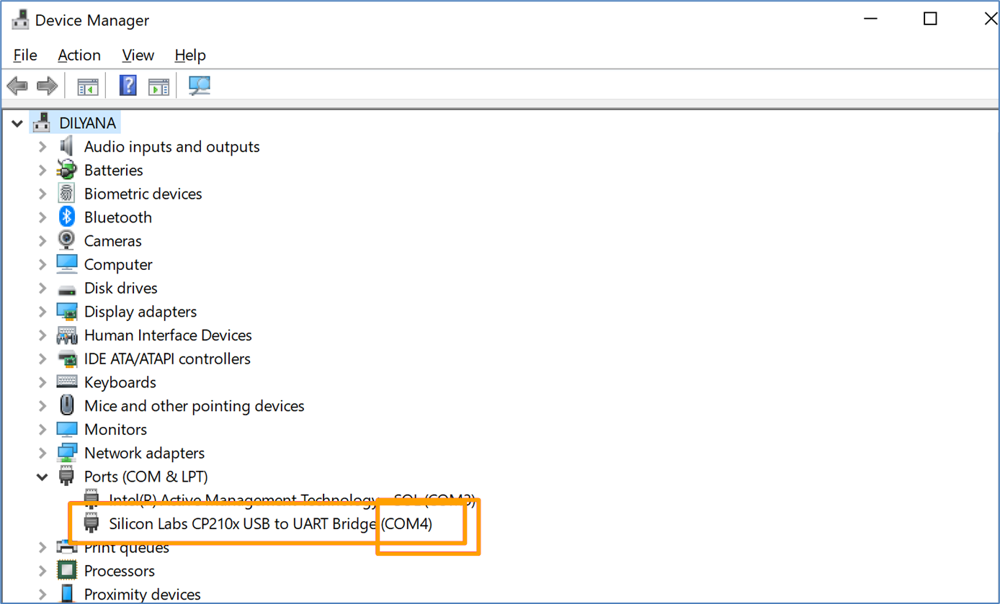 Device Manager
File Action View Help
DILYANA
Audio inputs and outputs
Batteries
Biometric devices
Bluetooth
Cameras
Computer
Disk drives
Display adapters
Human Interface Devices
IDE ATA/ATAPI controllers
Keyboards
Mice and other pointing devices
Monitors
Network adapters
Ports (COM & LPT)
Intel(R) Active Management Technology - SOL (COM3)
Silicon Labs CP210x USB to UART Bridge (COM4)
Print queues
Processors
Proximity devices